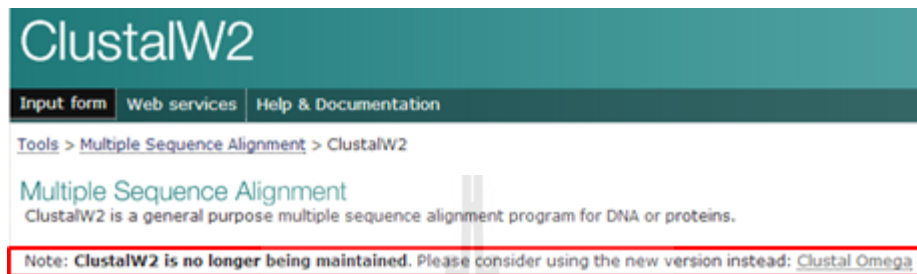 ClustalW2
Input form Web services Help & Documentation
Tools > Multiple Sequence Alignment > ClustalW2
Multiple Sequence Alignment
ClustalW2 is a general purpose multiple sequence alignment program for DNA or proteins.
Note: ClustalW2 is no longer being maintained. Please consider using the new version instead: Clustal Omega